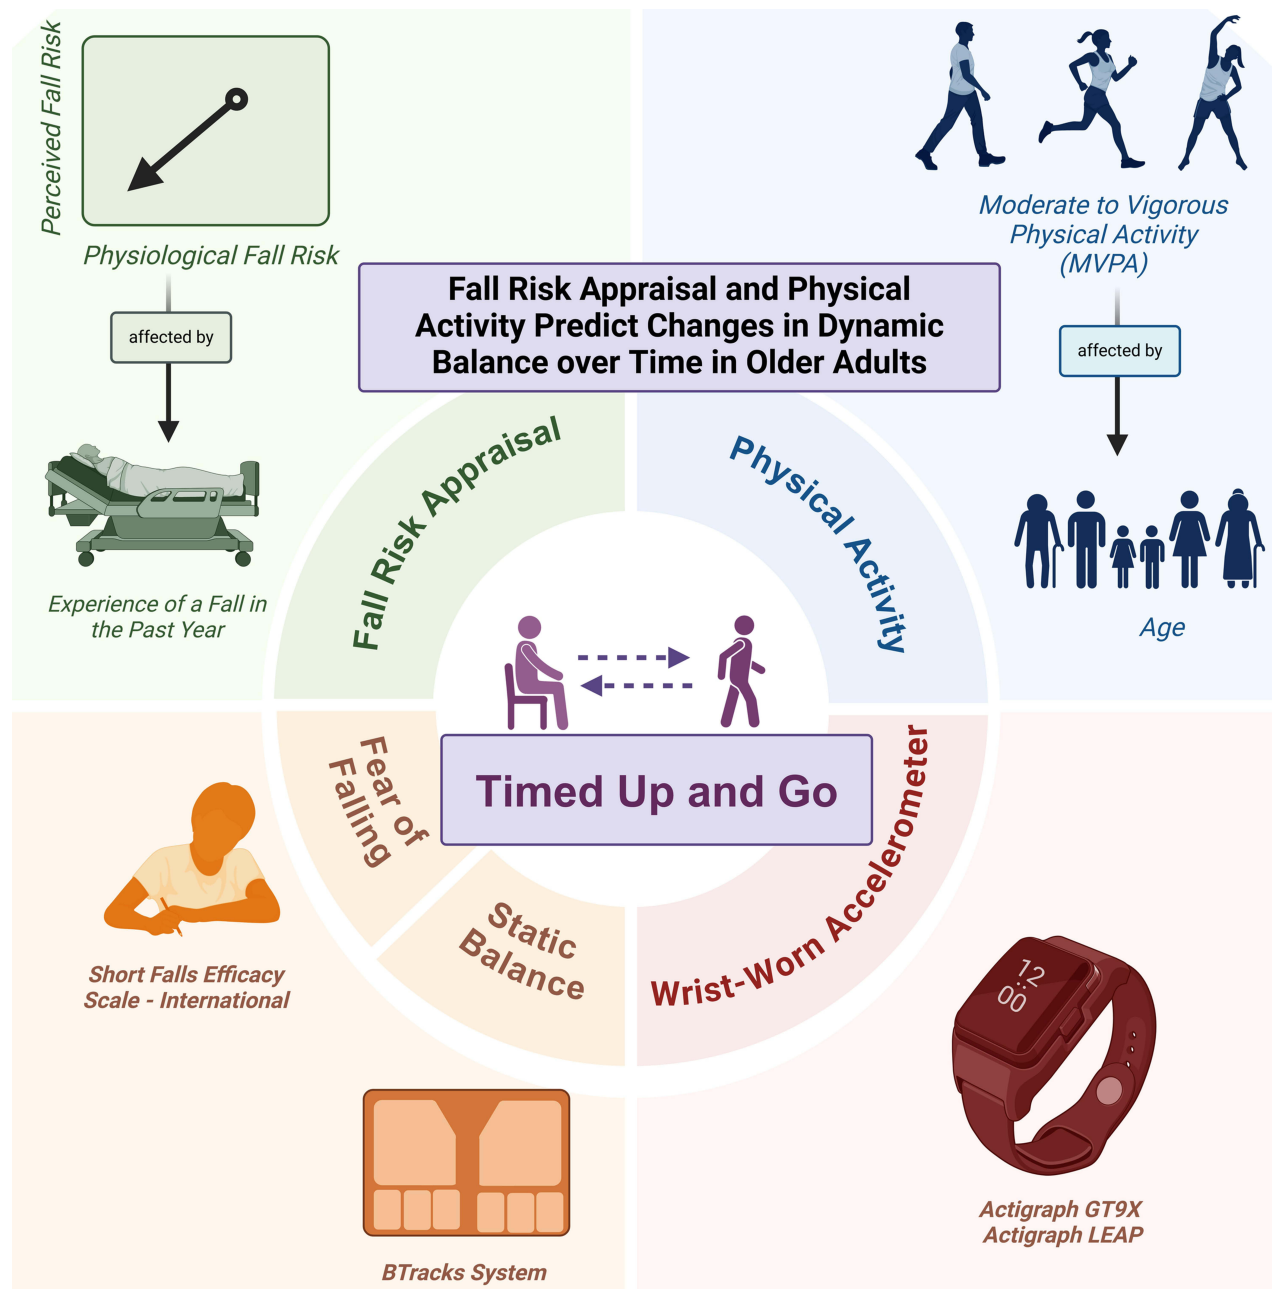 Perceived Fall Risk
Physiological Fall Risk
affected by
Experience of a Fall in
the Past Year
Moderate to Vigorous
Physical Activity
(MVPA)
affected by
Age
Fall Risk Appraisal and Physical
Activity Predict Changes in Dynamic
Balance over Time in Older Adults
Fall Risk Appraisal
Physical Activity
Timed Up and Go
Fear of
Falling
Static
Balance
Wrist-Worn Accelerometer
Short Falls Efficacy
Scale - International
BTracks System
12
00
Actigraph GT9X
Actigraph LEAP